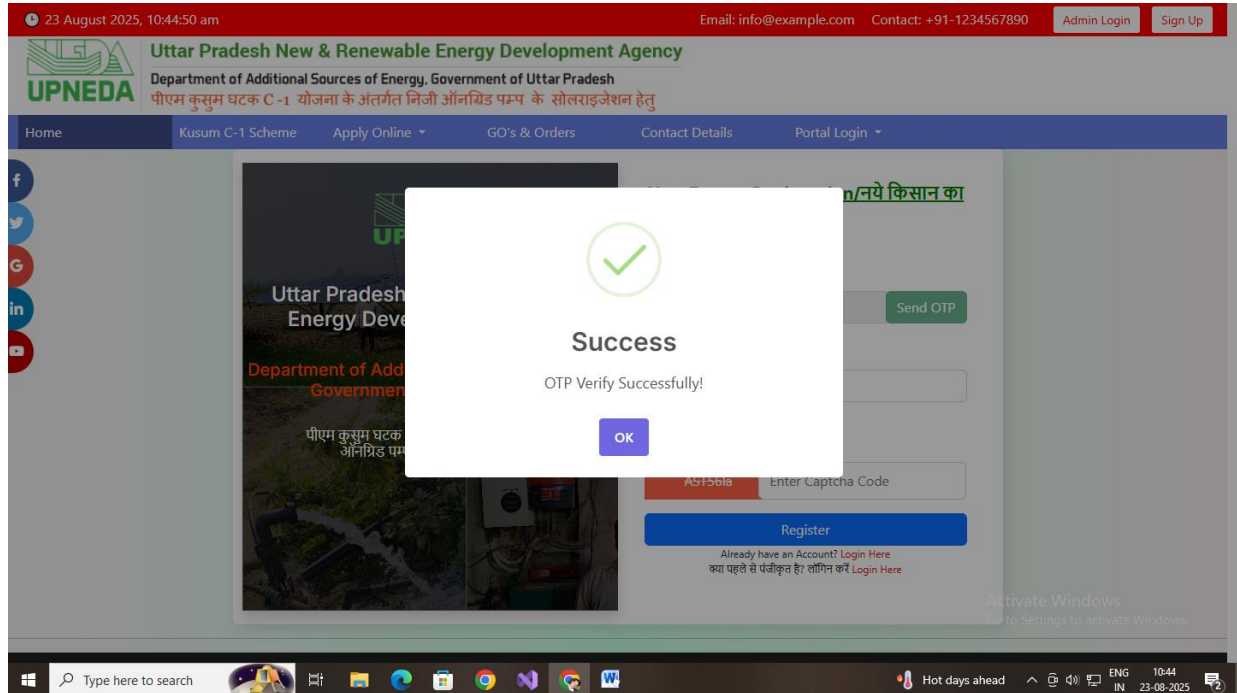 23 August 2025, 10:44:50 am
Email: info@example.com Contact: +91-1234567890 Admin Login Sign Up
UPNEDA
Uttar Pradesh New & Renewable Energy Development Agency
Department of Additional Sources of Energy, Government of Uttar Pradesh
पीएम कुसुम घटक C -1 योजना के अंतर्गत निजी ऑनग्रिड पम्प के सोलराइजेशन हेतु
Home Kusum C-1 Scheme Apply Online GO's & Orders Contact Details Portal Login
Uttar Pradesh
Energy Deve
Department of Add
Governmen
पीएम कुसुम घटक
ऑनग्रिड पम
n/नये किसान का
Send OTP
Success
OTP Verify Successfully!
OK
AST56la Enter Captcha Code
Register
Already have an Account? Login Here
क्या पहले से पंजीकृत है? लॉगिन करें Login Here
Activate Windows
Go to Settings to activate Windows.
Type here to search
Hot days ahead
ENG 10:44
IN 23-08-2025
2